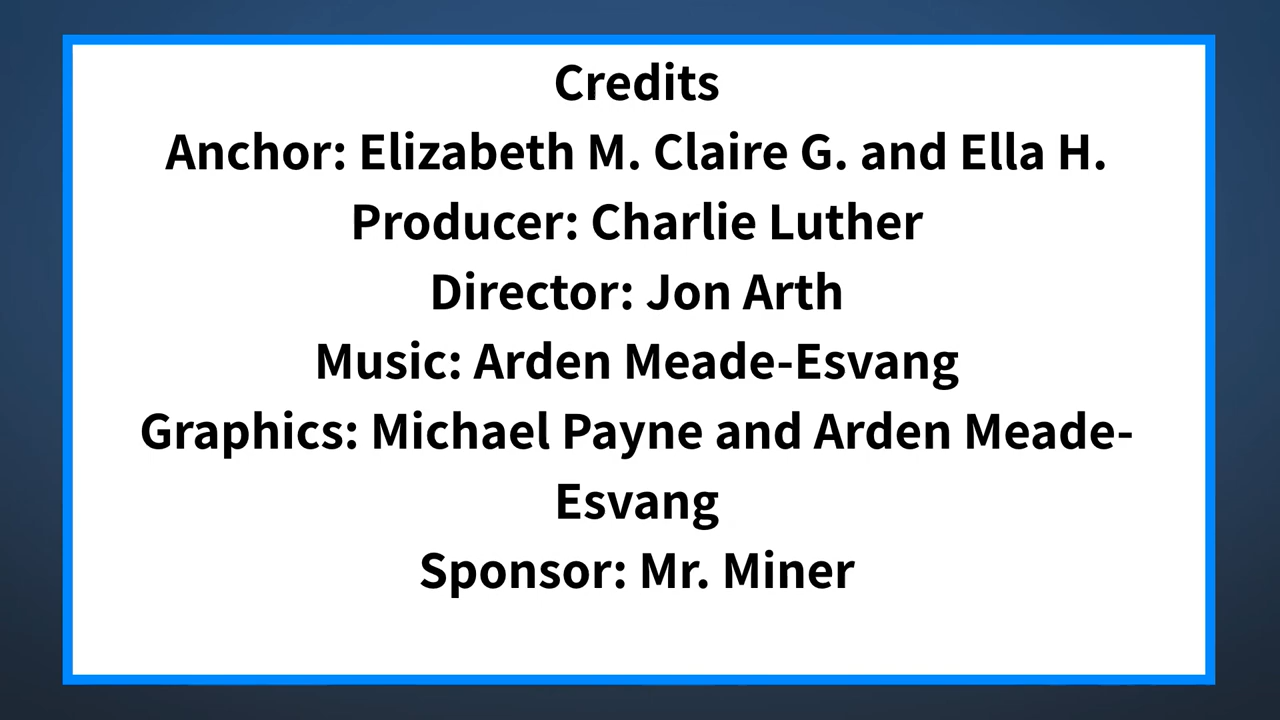 Credits
Anchor: Elizabeth M. Claire G. and Ella H.
Producer: Charlie Luther
Director: Jon Arth
Music: Arden Meade-Esvang
Graphics: Michael Payne and Arden Meade-
Esvang
Sponsor: Mr. Miner